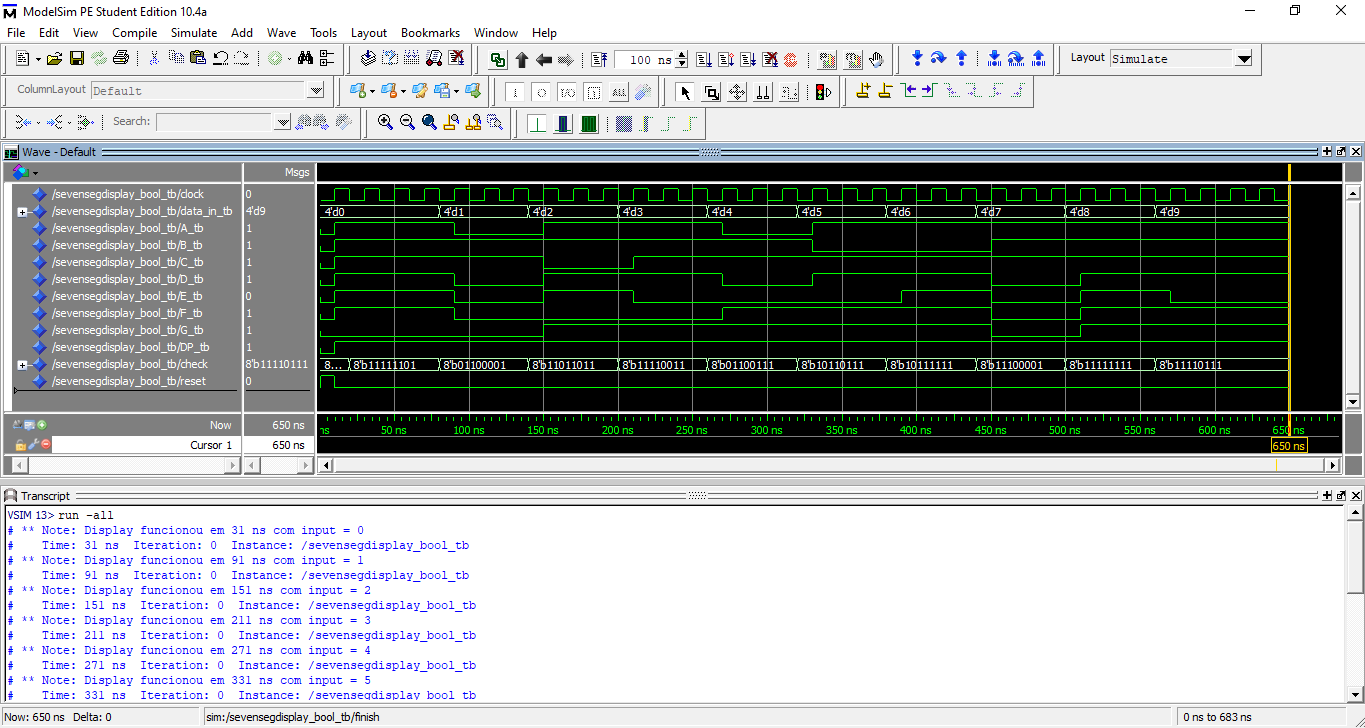 ModelSim PE Student Edition 10.4a
File Edit View Compile Simulate Add Wave Tools Layout Bookmarks Window Help
100 ns
Layout Simulate
ColumnLayout Default
ALL
Search:
Wave - Default
Msgs
/sevensegdisplay_bool_tb/clock 0
/sevensegdisplay_bool_tb/data_in_tb 4'd9 4'd0 4'd1 4'd2 4'd3 4'd4 4'd5 4'd6 4'd7 4'd8 4'd9
/sevensegdisplay_bool_tb/A_tb 1
/sevensegdisplay_bool_tb/B_tb 1
/sevensegdisplay_bool_tb/C_tb 1
/sevensegdisplay_bool_tb/D_tb 1
/sevensegdisplay_bool_tb/E_tb 0
/sevensegdisplay_bool_tb/F_tb 1
/sevensegdisplay_bool_tb/G_tb 1
/sevensegdisplay_bool_tb/DP_tb 1
/sevensegdisplay_bool_tb/check 8'b11110111 8... 8'b11111101 8'b01100001 8'b11011011 8'b11110011 8'b01100111 8'b10110111 8'b10111111 8'b11100001 8'b11111111 8'b11110111
/sevensegdisplay_bool_tb/reset 0
Now 650 ns ns 50 ns 100 ns 150 ns 200 ns 250 ns 300 ns 350 ns 400 ns 450 ns 500 ns 550 ns 600 ns 650 ns
Cursor 1 650 ns 650 ns
Transcript
VSIM 13> run -all
# ** Note: Display funcionou em 31 ns com input = 0
# Time: 31 ns Iteration: 0 Instance: /sevensegdisplay_bool_tb
# ** Note: Display funcionou em 91 ns com input = 1
# Time: 91 ns Iteration: 0 Instance: /sevensegdisplay_bool_tb
# ** Note: Display funcionou em 151 ns com input = 2
# Time: 151 ns Iteration: 0 Instance: /sevensegdisplay_bool_tb
# ** Note: Display funcionou em 211 ns com input = 3
# Time: 211 ns Iteration: 0 Instance: /sevensegdisplay_bool_tb
# ** Note: Display funcionou em 271 ns com input = 4
# Time: 271 ns Iteration: 0 Instance: /sevensegdisplay_bool_tb
# ** Note: Display funcionou em 331 ns com input = 5
# Time: 331 ns Iteration: 0 Instance: /sevensegdisplay_bool_tb
Now: 650 ns Delta: 0 sim:/sevensegdisplay_bool_tb/finish 0 ns to 683 ns